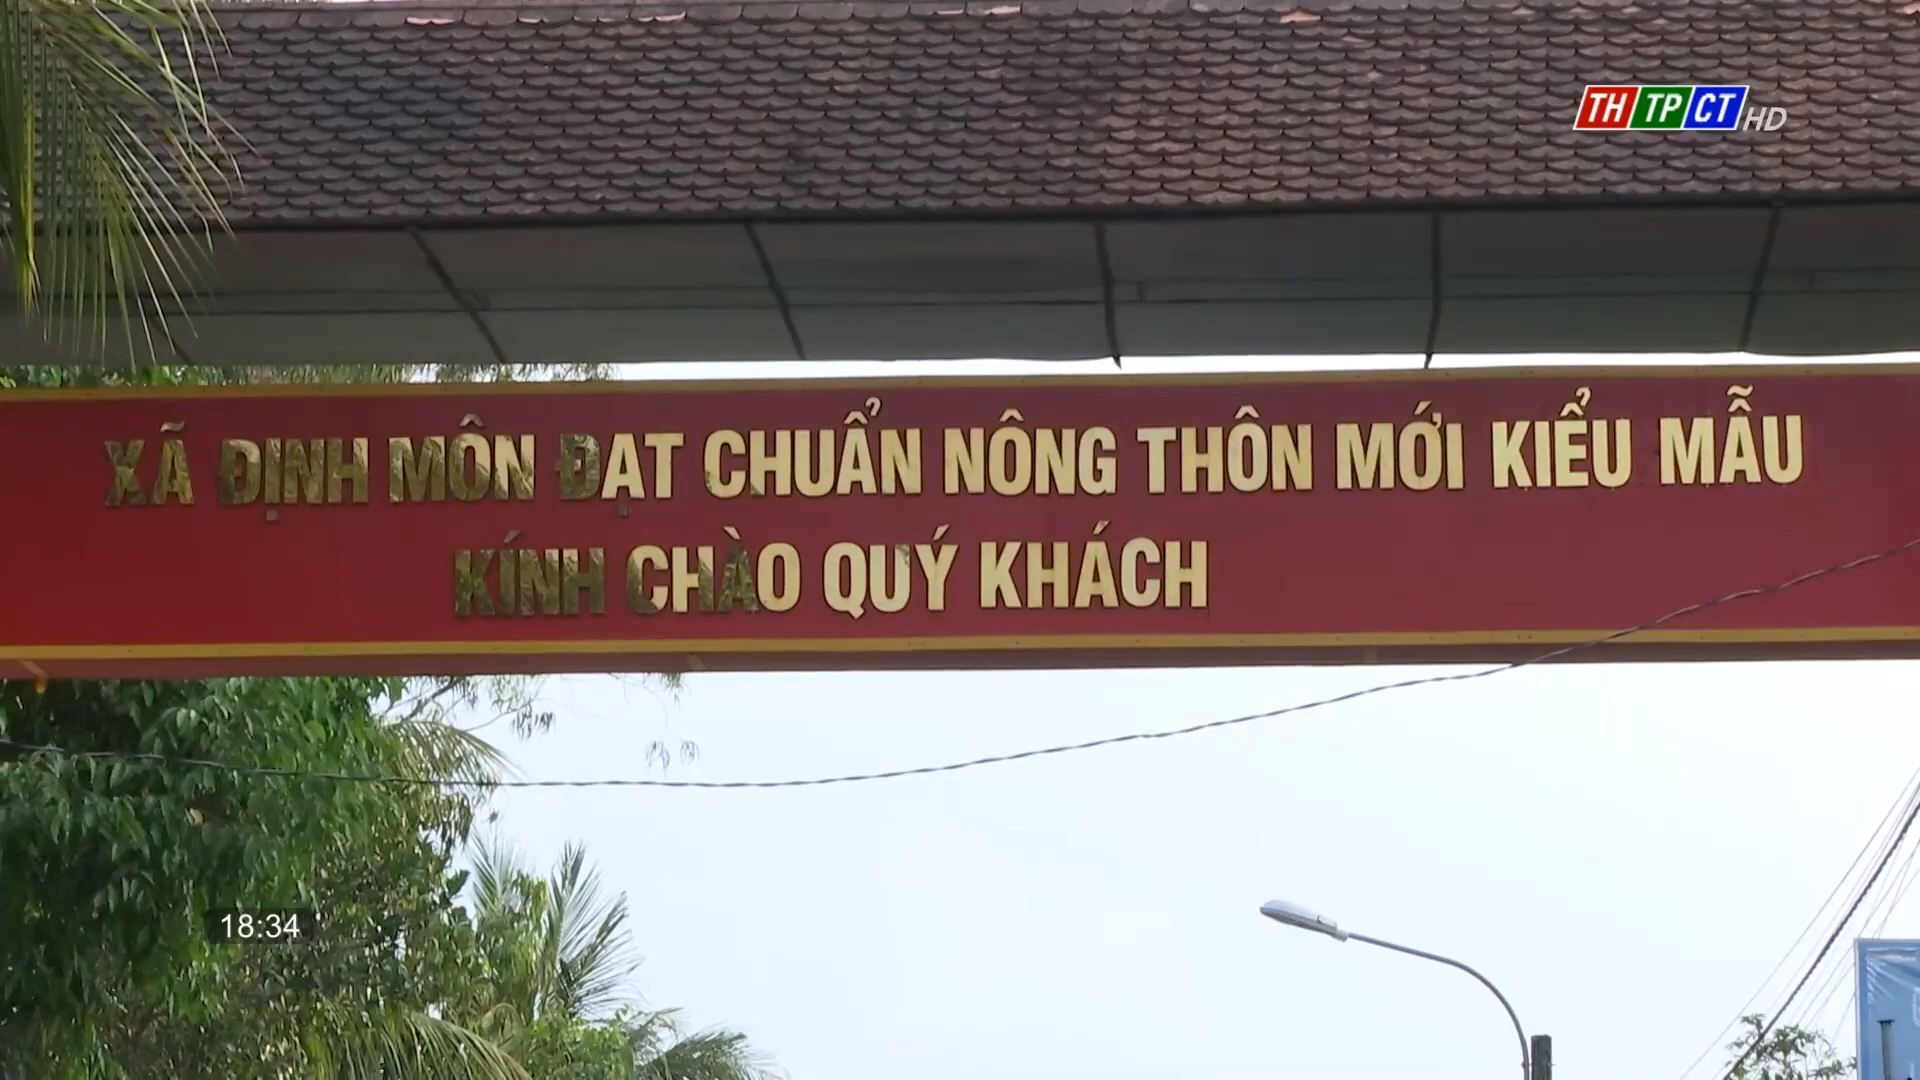 THTPCT HD
XÃ ĐỊNH MÔN ĐẠT CHUẨN NÔNG THÔN MỚI KIỂU MẪU
KÍNH CHÀO QUÝ KHÁCH
18:34